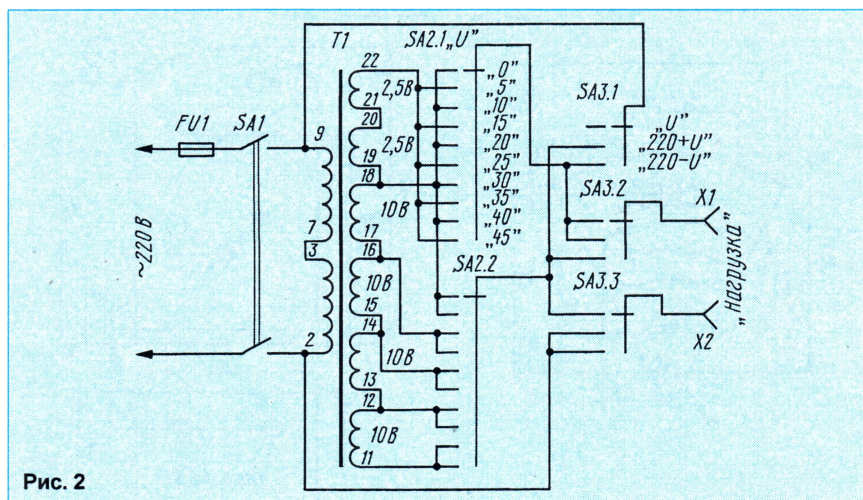 T1
SA2.1 „U"
22
2,5В
21
20
2,5В
19
18
10В
17
16
10В
15
14
10В
13
12
10В
11
FU1
SA1
9
7
3
2
~220В
„0"
„5"
„10"
„15"
„20"
„25"
„30"
„35"
„40"
„45"
SA2.2
SA3.1
„U"
„220+U"
„220-U"
SA3.2
X1
SA3.3
X2
„Нагрузка"
Рис. 2